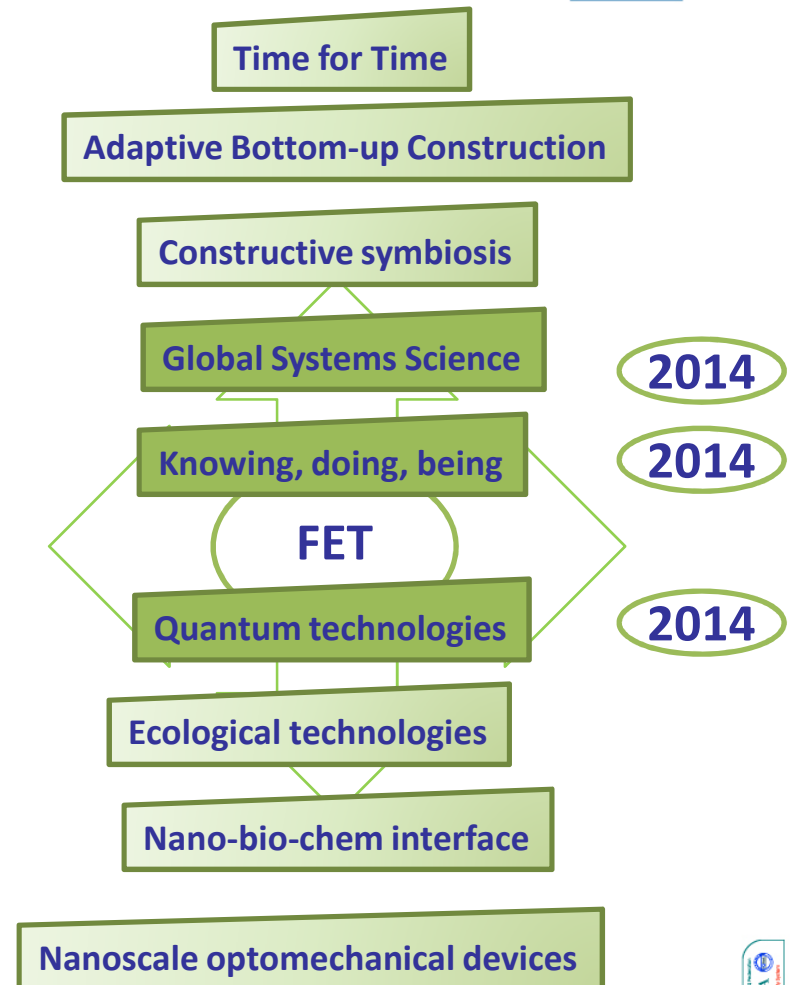 Time for Time
Adaptive Bottom-up Construction
Constructive symbiosis
Global Systems Science
2014
Knowing, doing, being
2014
FET
Quantum technologies
2014
Ecological technologies
Nano-bio-chem interface
Nanoscale optomechanical devices